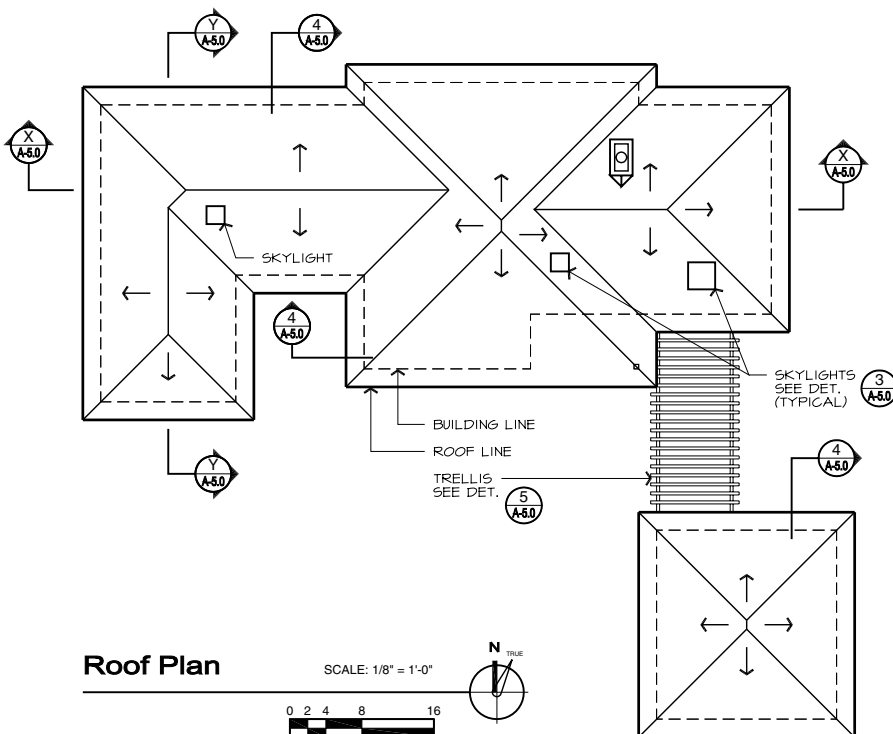 Y
A-5.0
4
A-5.0
X
A-5.0
X
A-5.0
SKYLIGHT
4
A-5.0
SKYLIGHTS
SEE DET.
(TYPICAL)
3
A-5.0
BUILDING LINE
ROOF LINE
TRELLIS
SEE DET.
5
A-5.0
Y
A-5.0
4
A-5.0
Roof Plan
SCALE: 1/8" = 1'-0"
N
TRUE
0 2 4 8 16